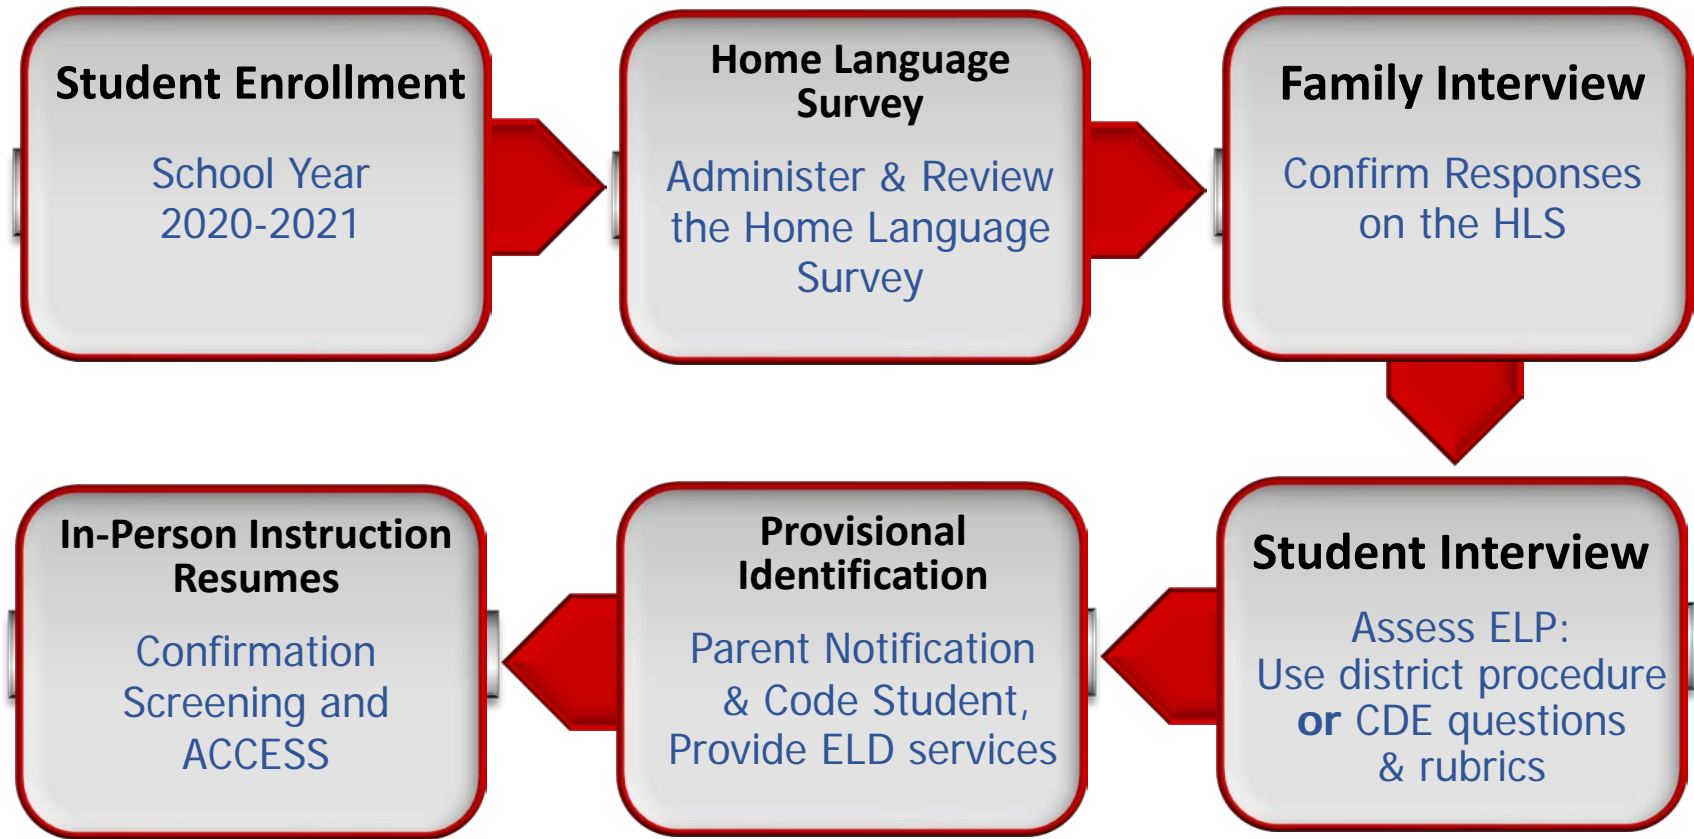 Student Enrollment
School Year
2020-2021
Home Language
Survey
Administer & Review
the Home Language
Survey
Family Interview
Confirm Responses
on the HLS
Student Interview
Assess ELP:
Use district procedure
or CDE questions
& rubrics
Provisional
Identification
Parent Notification
& Code Student,
Provide ELD services
In-Person Instruction
Resumes
Confirmation
Screening and
ACCESS